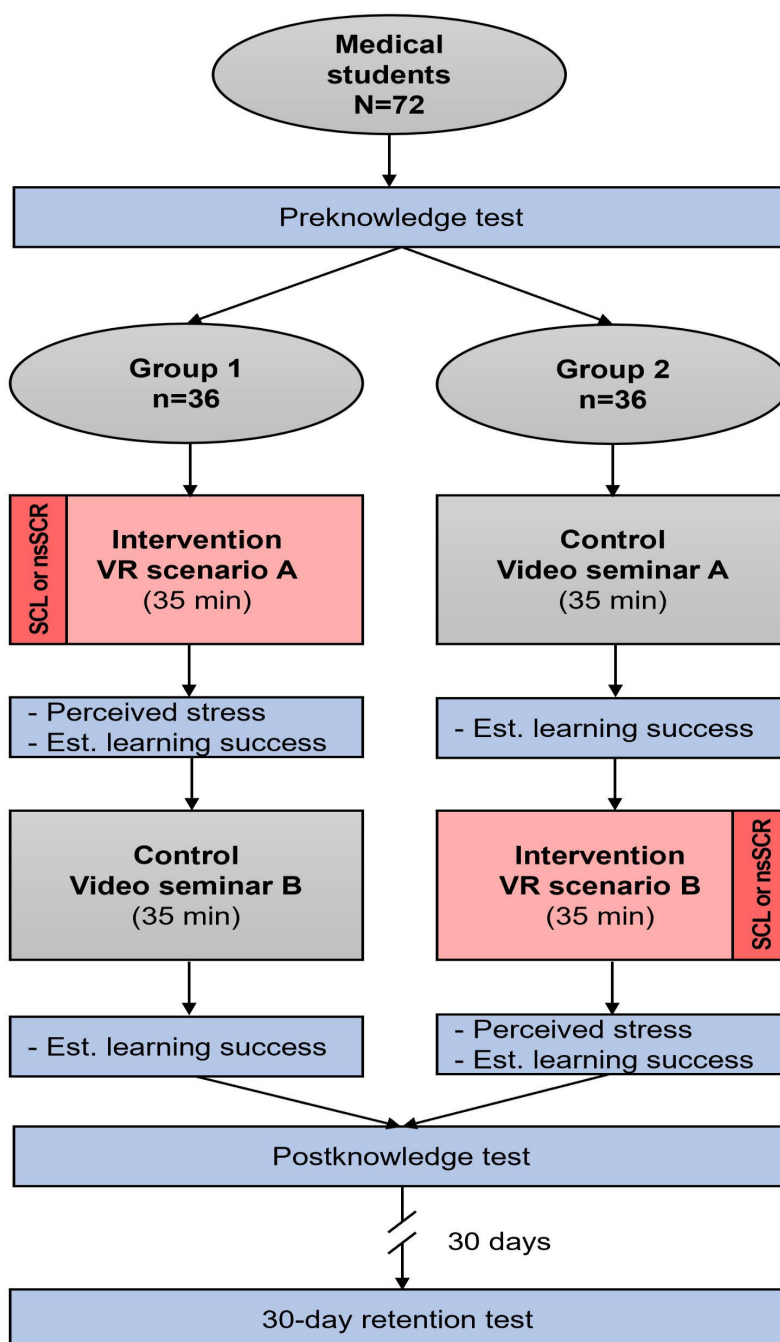 Medical
students
N=72
Preknowledge test
Group 1
n=36
Group 2
n=36
SCL or nsSCR
Intervention
VR scenario A
(35 min)
Control
Video seminar A
(35 min)
- Perceived stress
- Est. learning success
- Est. learning success
Control
Video seminar B
(35 min)
Intervention
VR scenario B
(35 min)
SCL or nsSCR
- Est. learning success
- Perceived stress
- Est. learning success
Postknowledge test
30 days
30-day retention test